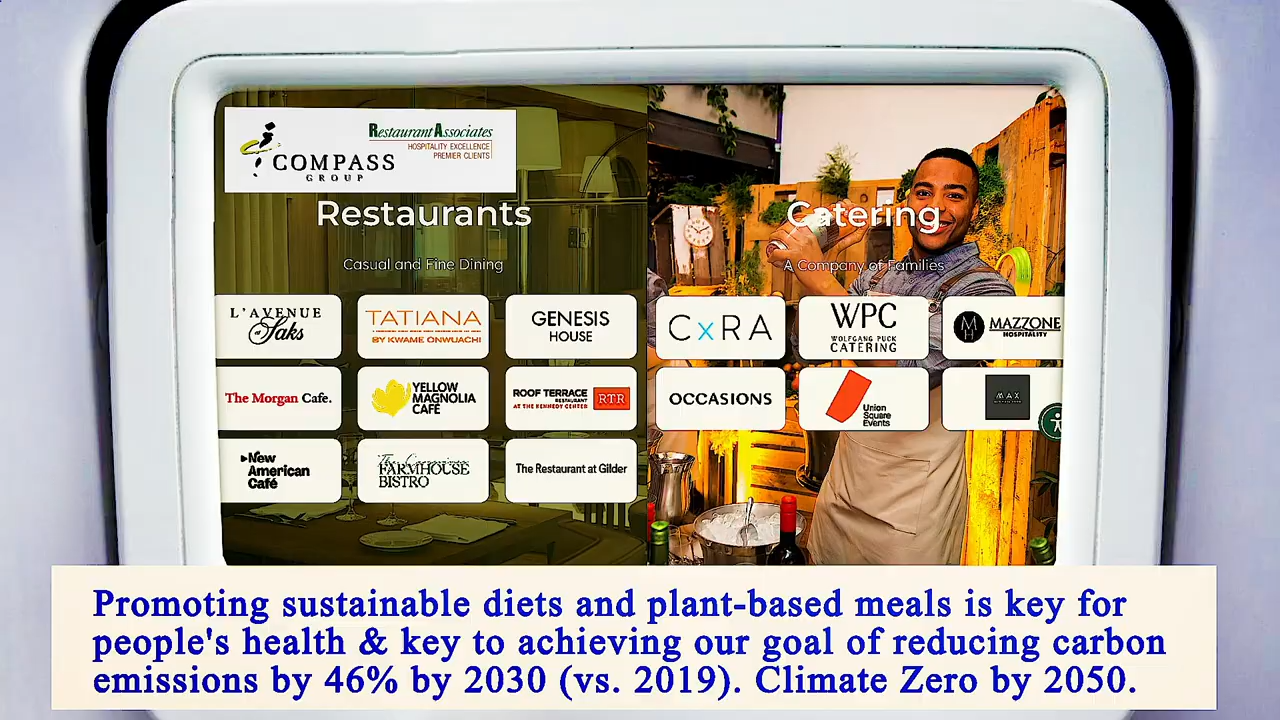 COMPASS
GROUP
RESTAURANT ASSOCIATES
HOSPITALITY EXCELLENCE
PREMIER CLIENTS
Restaurants
Casual and Fine Dining
L'AVENUE
Saks
TATIANA
BY KWAME ONWUACHI
GENESIS
HOUSE
The Morgan Cafe.
YELLOW
MAGNOLIA
CAFÉ
ROOF TERRACE
RESTAURANT
AT THE KENNEDY CENTER
RTR
New
American
Café
FARMHOUSE
BISTRO
The Restaurant at Gilder
Catering
A Company of Families
CxRA
WPC
WOLFGANG PUCK
CATERING
MH
MAZZONE
HOSPITALITY
OCCASIONS
Union
Square
Events
MAX
Promoting sustainable diets and plant-based meals is key for
people's health & key to achieving our goal of reducing carbon
emissions by 46% by 2030 (vs. 2019). Climate Zero by 2050.